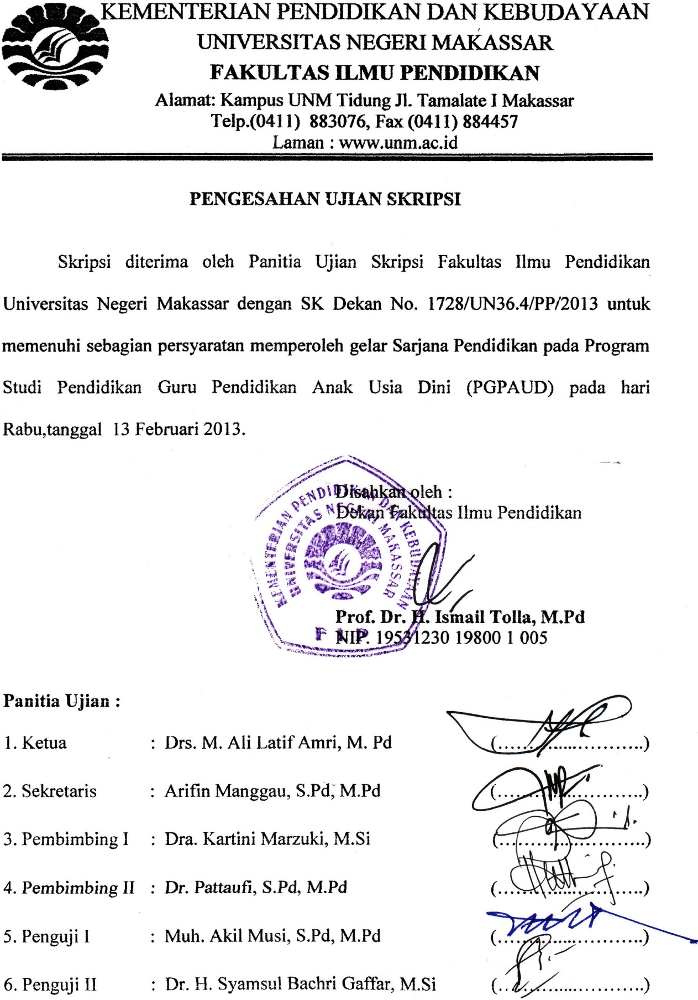 KEMENTERIAN PENDIDIKAN DAN KEBUDAYAAN
UNIVERSITAS NEGERI MAKASSAR
FAKULTAS ILMU PENDIDIKAN
Alamat: Kampus UNM Tidung Jl. Tamalate I Makassar
Telp.(0411) 883076, Fax (0411) 884457
Laman : www.unm.ac.id
PENGESAHAN UJIAN SKRIPSI
Skripsi diterima oleh Panitia Ujian Skripsi Fakultas Ilmu Pendidikan
Universitas Negeri Makassar dengan SK Dekan No. 1728/UN36.4/PP/2013 untuk
memenuhi sebagian persyaratan memperoleh gelar Sarjana Pendidikan pada Program
Studi Pendidikan Guru Pendidikan Anak Usia Dini (PGPAUD) pada hari
Rabu,tanggal 13 Februari 2013.
Disahkan oleh :
Dekan Fakultas Ilmu Pendidikan
KEMENTERIAN PENDIDIKAN DAN KEBUDAYAAN
UNIVERSITAS NEGERI MAKASSAR
F I P
Prof. Dr. H. Ismail Tolla, M.Pd
NIP. 19531230 19800 1 005
Panitia Ujian :
1. Ketua : Drs. M. Ali Latif Amri, M. Pd (..........................)
2. Sekretaris : Arifin Manggau, S.Pd, M.Pd (..........................)
3. Pembimbing I : Dra. Kartini Marzuki, M.Si (..........................)
4. Pembimbing II : Dr. Pattaufi, S.Pd, M.Pd (..........................)
5. Penguji I : Muh. Akil Musi, S.Pd, M.Pd (..........................)
6. Penguji II : Dr. H. Syamsul Bachri Gaffar, M.Si (..........................)